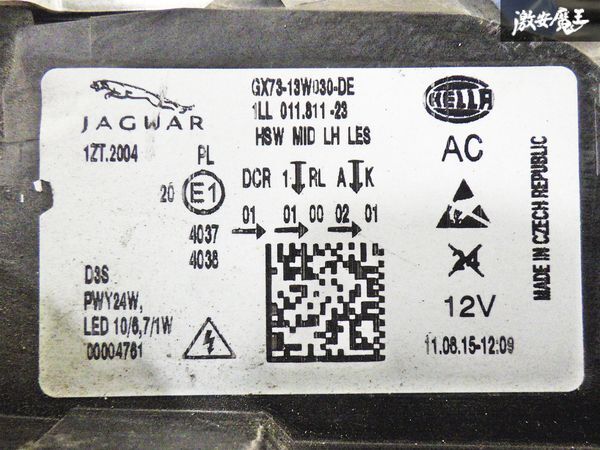 激安魔王
JAGUAR
GX73-13W030-DE
1LL 011.811-23
HSW MID LH LES
HELLA
1ZT.2004
PL
20 E1
DCR 1 RL A K
01 01 00 02 01
4037
4038
AC
24
12V
MADE IN CZECH REPUBLIC
D3S
PWY24W,
LED 10/6,7/1W
00004761
11.08.15-12:09